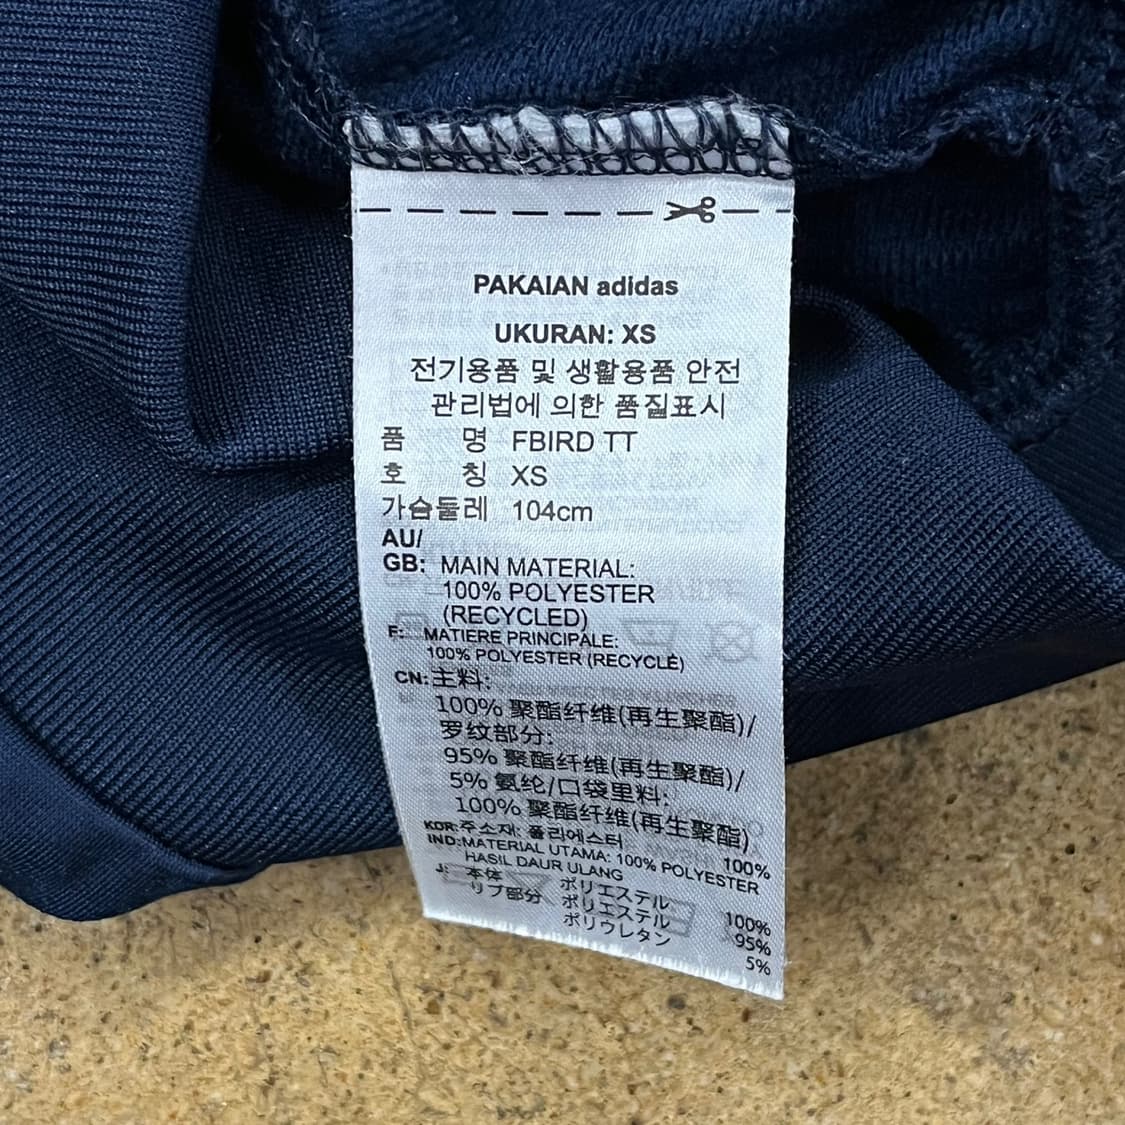 PAKAIAN adidas
UKURAN: XS
전기용품 및 생활용품 안전
관리법에 의한 품질표시
품 명 FBIRD TT
호 칭 XS
가슴둘레 104cm
AU/
GB: MAIN MATERIAL:
100% POLYESTER
(RECYCLED)
F: MATIERE PRINCIPALE:
100% POLYESTER (RECYCLÉ)
CN: 主料:
100% 聚酯纤维(再生聚酯)/
罗纹部分:
95% 聚酯纤维(再生聚酯)/
5% 氨纶/口袋里料:
100% 聚酯纤维(再生聚酯)
KOR: 주소재: 폴리에스터 100%
IND: MATERIAL UTAMA: 100% POLYESTER
HASIL DAUR ULANG
J: 本体 ポリエステル 100%
リブ部分 ポリエステル 95%
ポリウレタン 5%